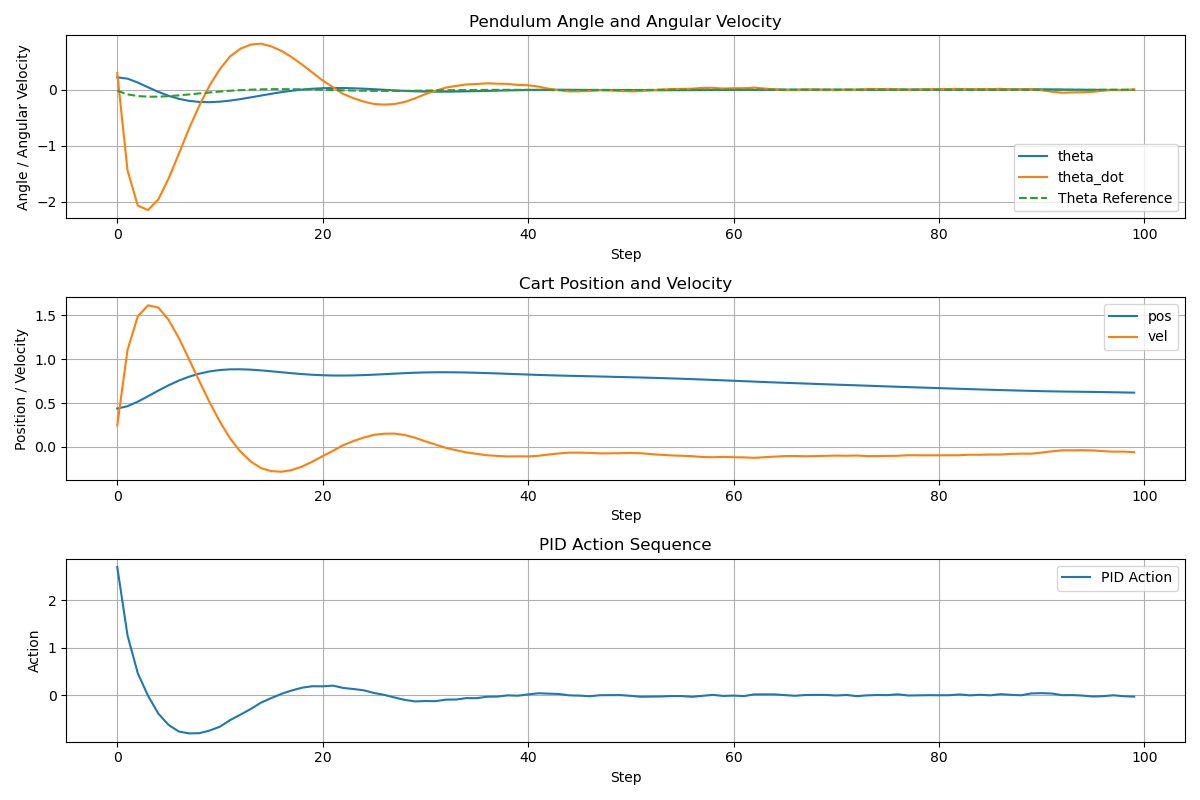 Pendulum Angle and Angular Velocity
Angle / Angular Velocity
0
−1
−2
theta
theta_dot
Theta Reference
0 20 40 60 80 100
Step
Cart Position and Velocity
Position / Velocity
1.5
1.0
0.5
0.0
pos
vel
0 20 40 60 80 100
Step
PID Action Sequence
Action
2
1
0
PID Action
0 20 40 60 80 100
Step